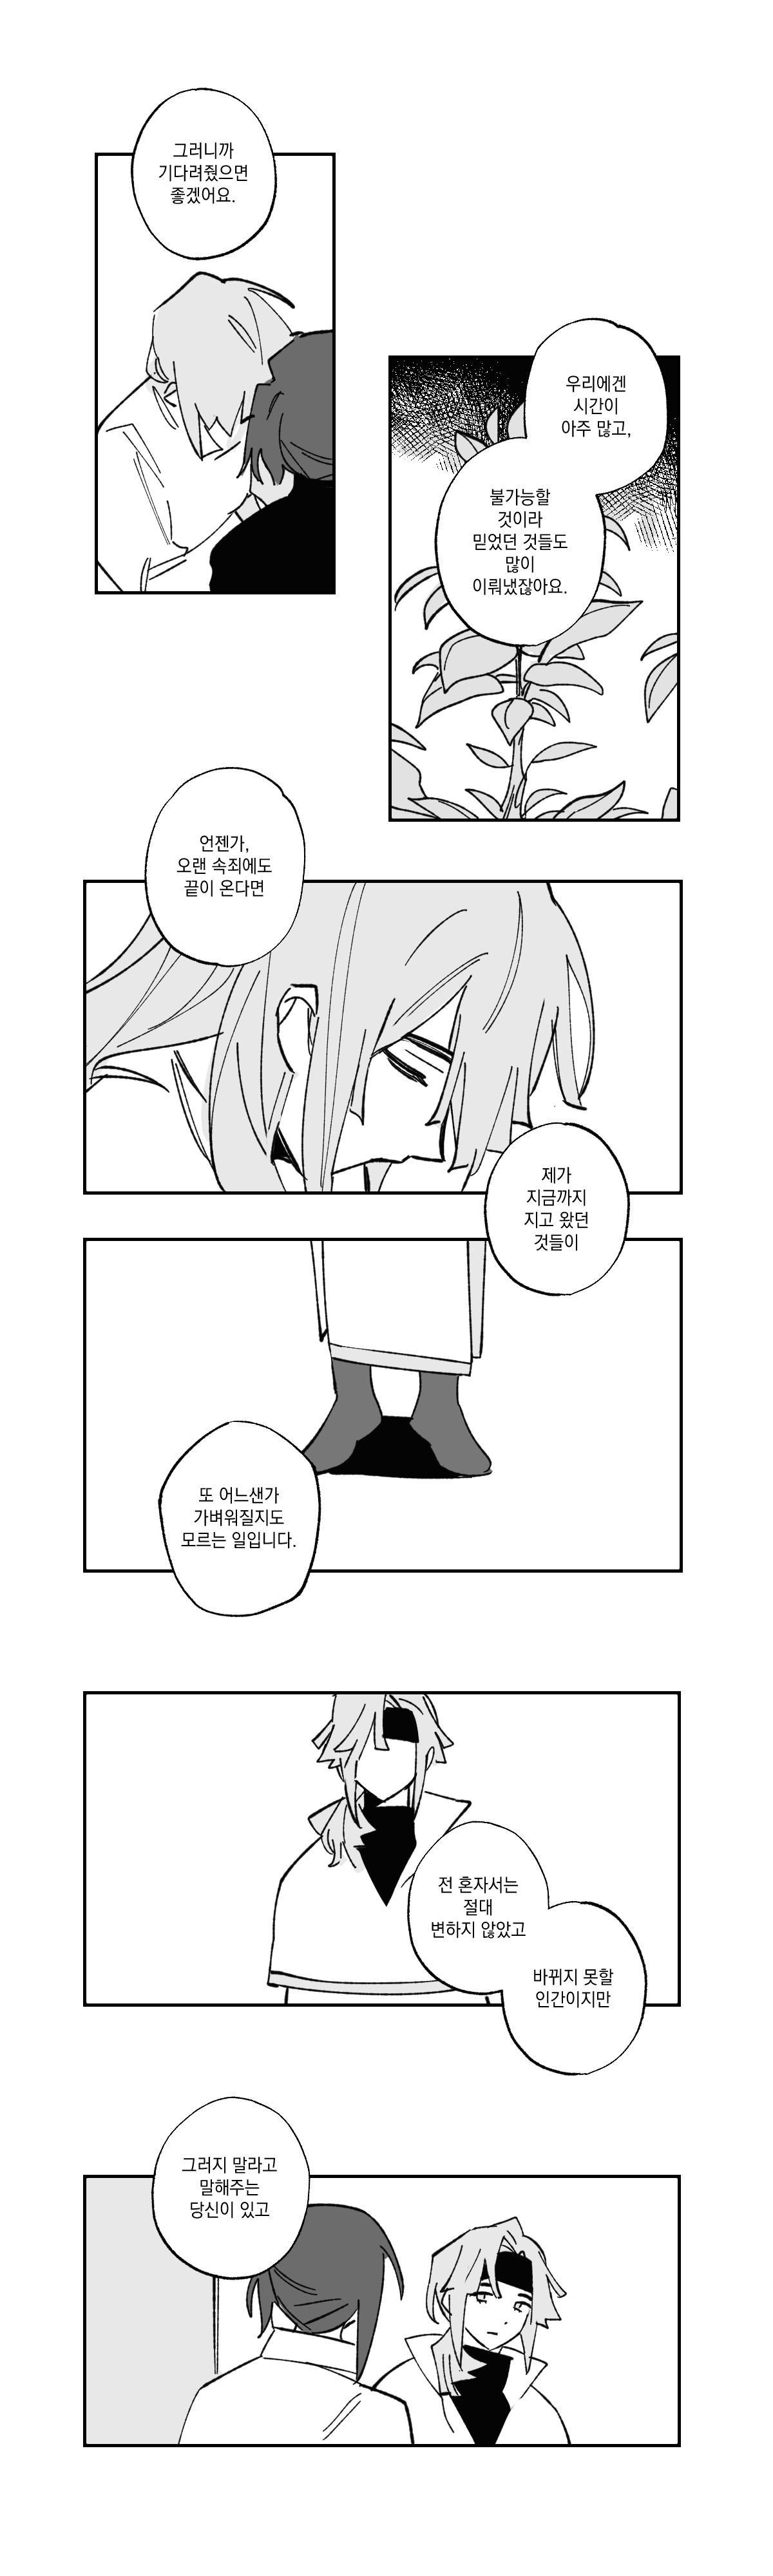 그러니까
기다려줬으면
좋겠어요.
우리에겐
시간이
아주 많고,
불가능할
것이라
믿었던 것들도
많이
이뤄냈잖아요.
언젠가,
오랜 속죄에도
끝이 온다면
제가
지금까지
지고 왔던
것들이
또 어느샌가
가벼워질지도
모르는 일입니다.
전 혼자서는
절대
변하지 않았고
바뀌지 못할
인간이지만
그러지 말라고
말해주는
당신이 있고